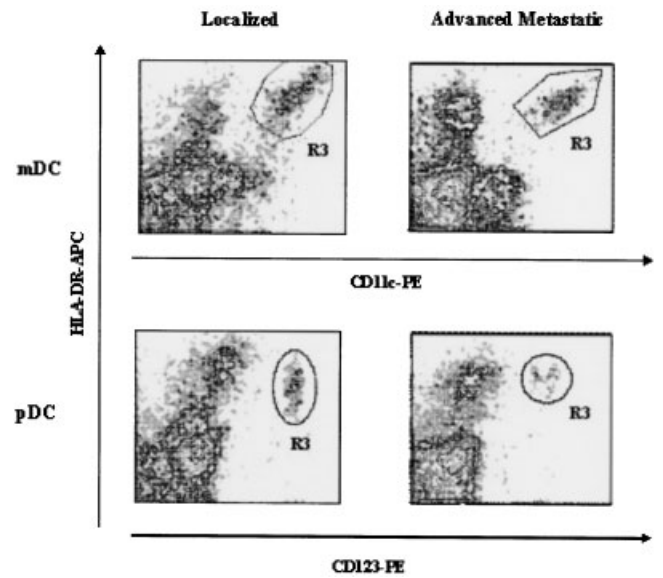 Localized
Advanced Metastatic
mDC
R3
R3
HLA-DR-APC
CD11c-PE
pDC
R3
R3
CD123-PE